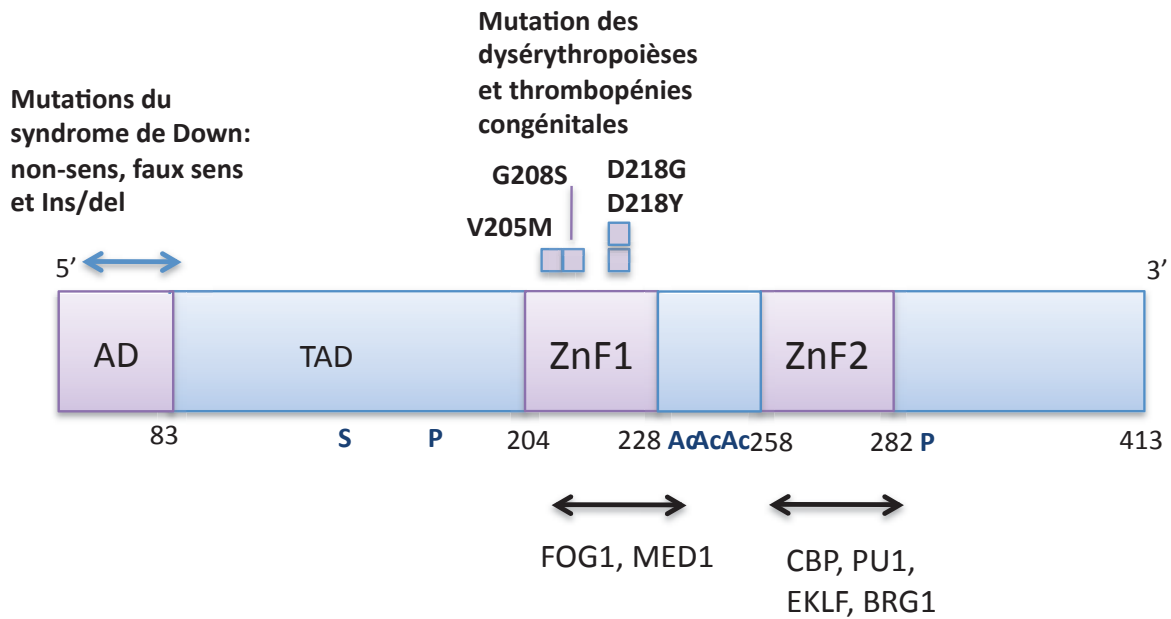 Mutation des
dysérythropoièses
et thrombopénies
congénitales
Mutations du
syndrome de Down:
non-sens, faux sens
et Ins/del
G208S
D218G
D218Y
V205M
5’
3’
AD
TAD
ZnF1
ZnF2
83
S
P
204
228
AcAcAc
258
282
P
413
FOG1, MED1
CBP, PU1,
EKLF, BRG1